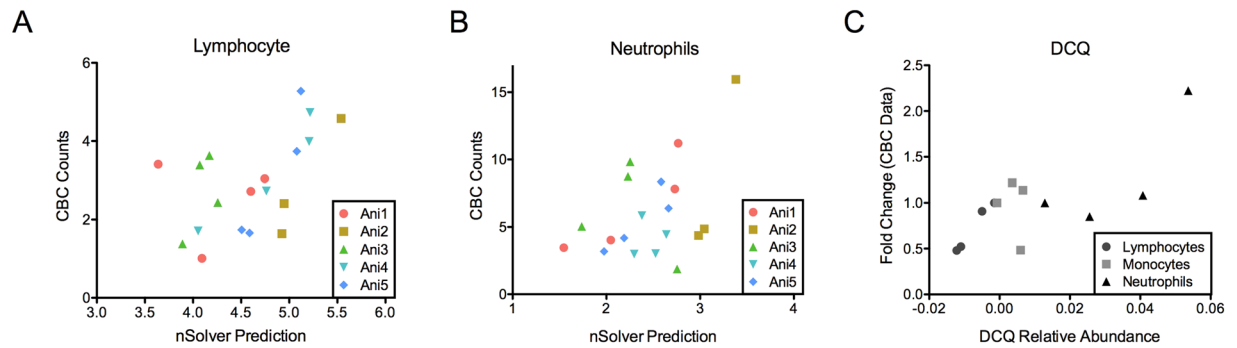 A
Lymphocyte
CBC Counts
6
4
2
0
3.0 3.5 4.0 4.5 5.0 5.5 6.0
nSolver Prediction
Ani1
Ani2
Ani3
Ani4
Ani5
B
Neutrophils
CBC Counts
15
10
5
0
1 2 3 4
nSolver Prediction
Ani1
Ani2
Ani3
Ani4
Ani5
C
DCQ
Fold Change (CBC Data)
2.5
2.0
1.5
1.0
0.5
0.0
-0.02 0.00 0.02 0.04 0.06
DCQ Relative Abundance
Lymphocytes
Monocytes
Neutrophils